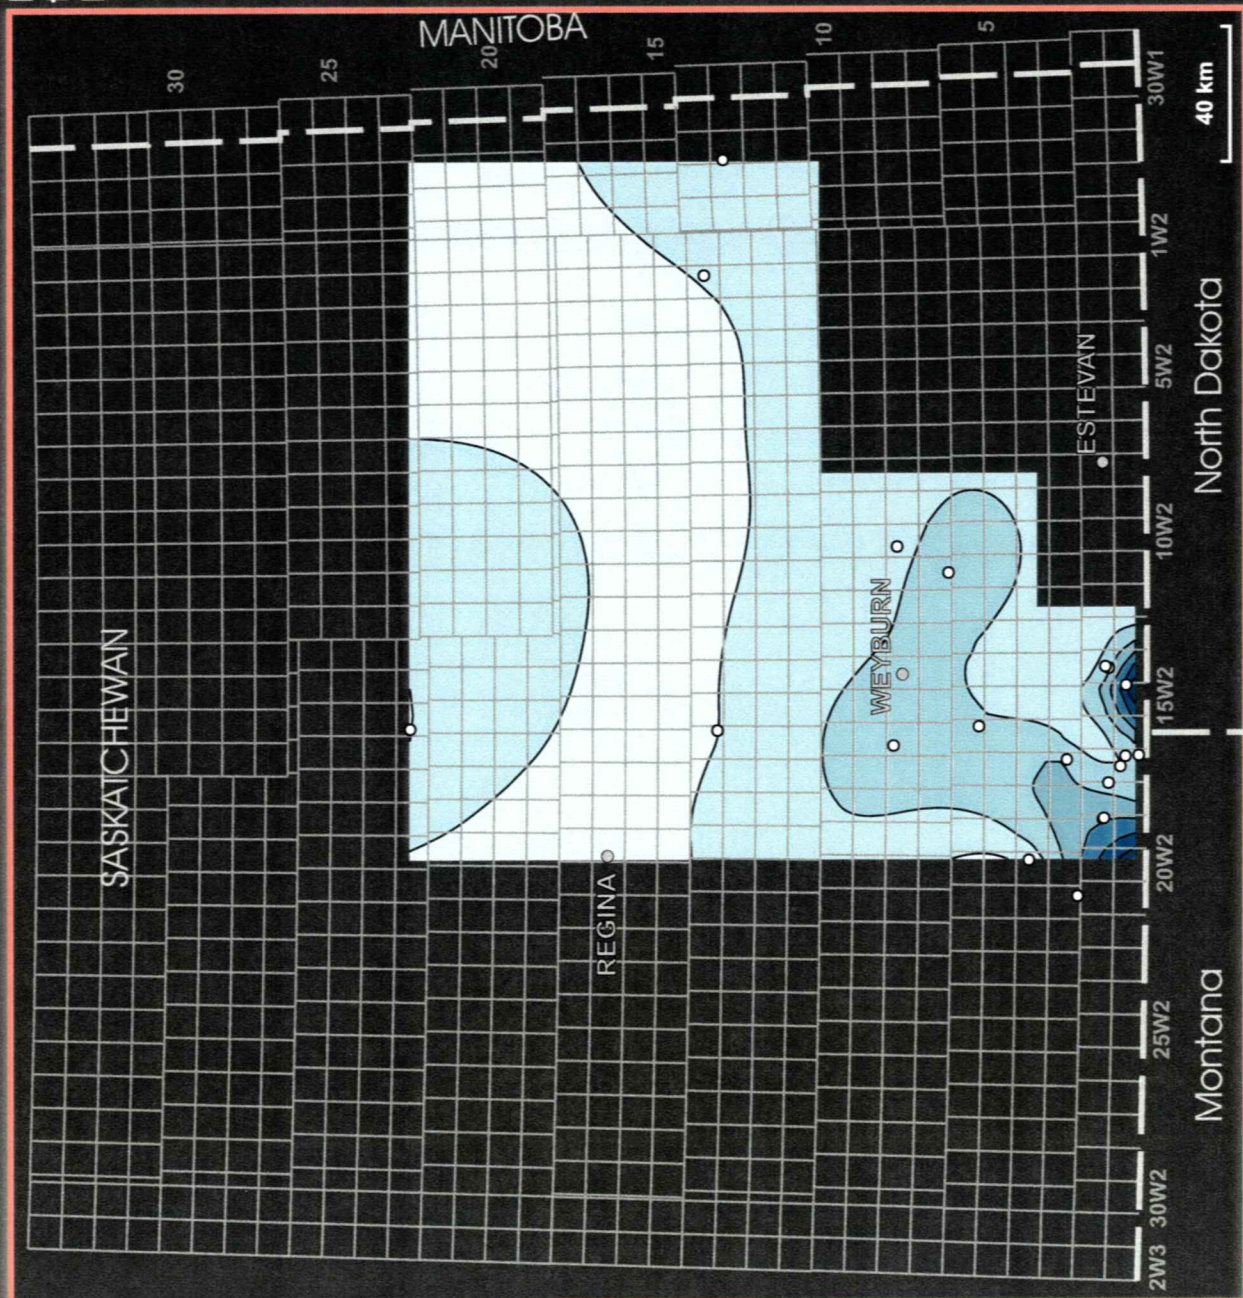 MANITOBA
30
25
20
15
10
5
30W1
40 km
1W2
5W2
North Dakota
ESTEVAN
10W2
WEYBURN
15W2
SASKATCHEWAN
REGINA
20W2
25W2
Montana
30W2
2W3